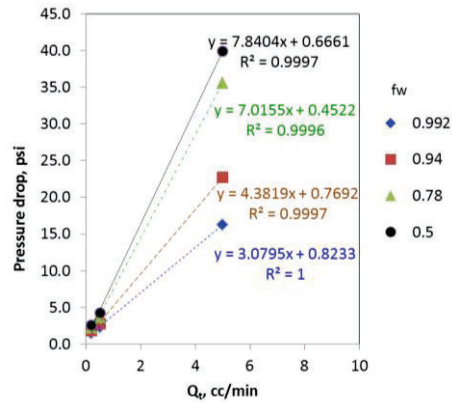 45.0
40.0
35.0
30.0
25.0
20.0
15.0
10.0
5.0
0.0
Pressure drop, psi
y = 7.8404x + 0.6661
R² = 0.9997
y = 7.0155x + 0.4522
R² = 0.9996
y = 4.3819x + 0.7692
R² = 0.9997
y = 3.0795x + 0.8233
R² = 1
0 2 4 6 8 10
Qt, cc/min
fw
0.992
0.94
0.78
0.5